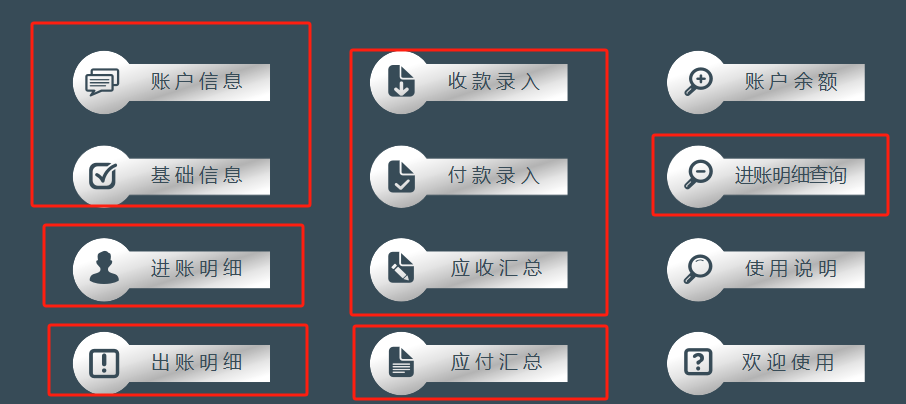 账户信息
收款录入
账户余额
基础信息
付款录入
进账明细查询
进账明细
应收汇总
使用说明
出账明细
应付汇总
欢迎使用